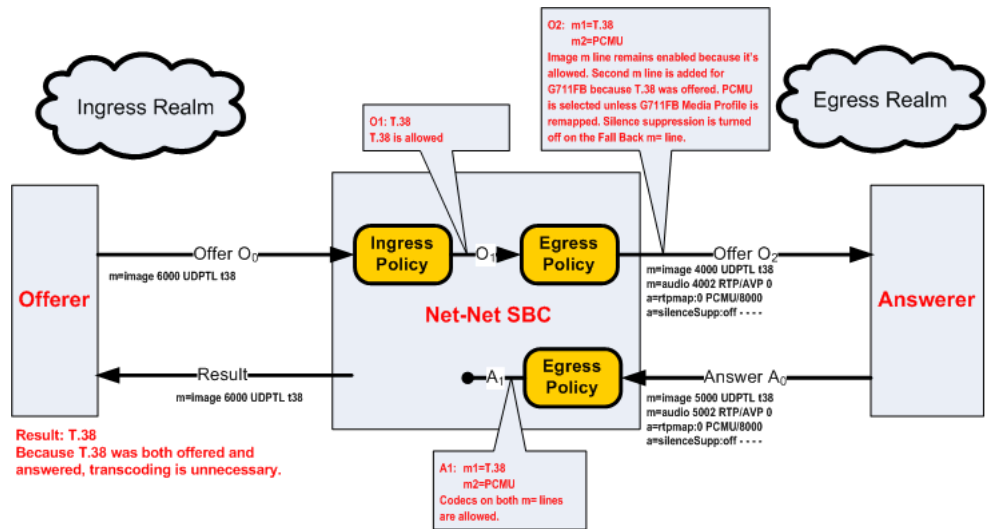 O2: m1=T.38
m2=PCMU
Image m line remains enabled because it's
allowed. Second m line is added for
G711FB because T.38 was offered. PCMU
is selected unless G711FB Media Profile is
remapped. Silence suppression is turned
off on the Fall Back m= line.
Ingress Realm
Egress Realm
O1: T.38
T.38 is allowed
Offerer
Offer O0
m=image 6000 UDPTL t38
Ingress
Policy
O1
Egress
Policy
Offer O2
m=image 4000 UDPTL t38
m=audio 4002 RTP/AVP 0
a=rtpmap:0 PCMU/8000
a=silenceSupp:off - - - -
Answerer
Net-Net SBC
Result
m=image 6000 UDPTL t38
A1
Egress
Policy
Answer A0
m=image 5000 UDPTL t38
m=audio 5002 RTP/AVP 0
a=rtpmap:0 PCMU/8000
a=silenceSupp:off - - - -
Result: T.38
Because T.38 was both offered and
answered, transcoding is unnecessary.
A1: m1=T.38
m2=PCMU
Codecs on both m= lines
are allowed.